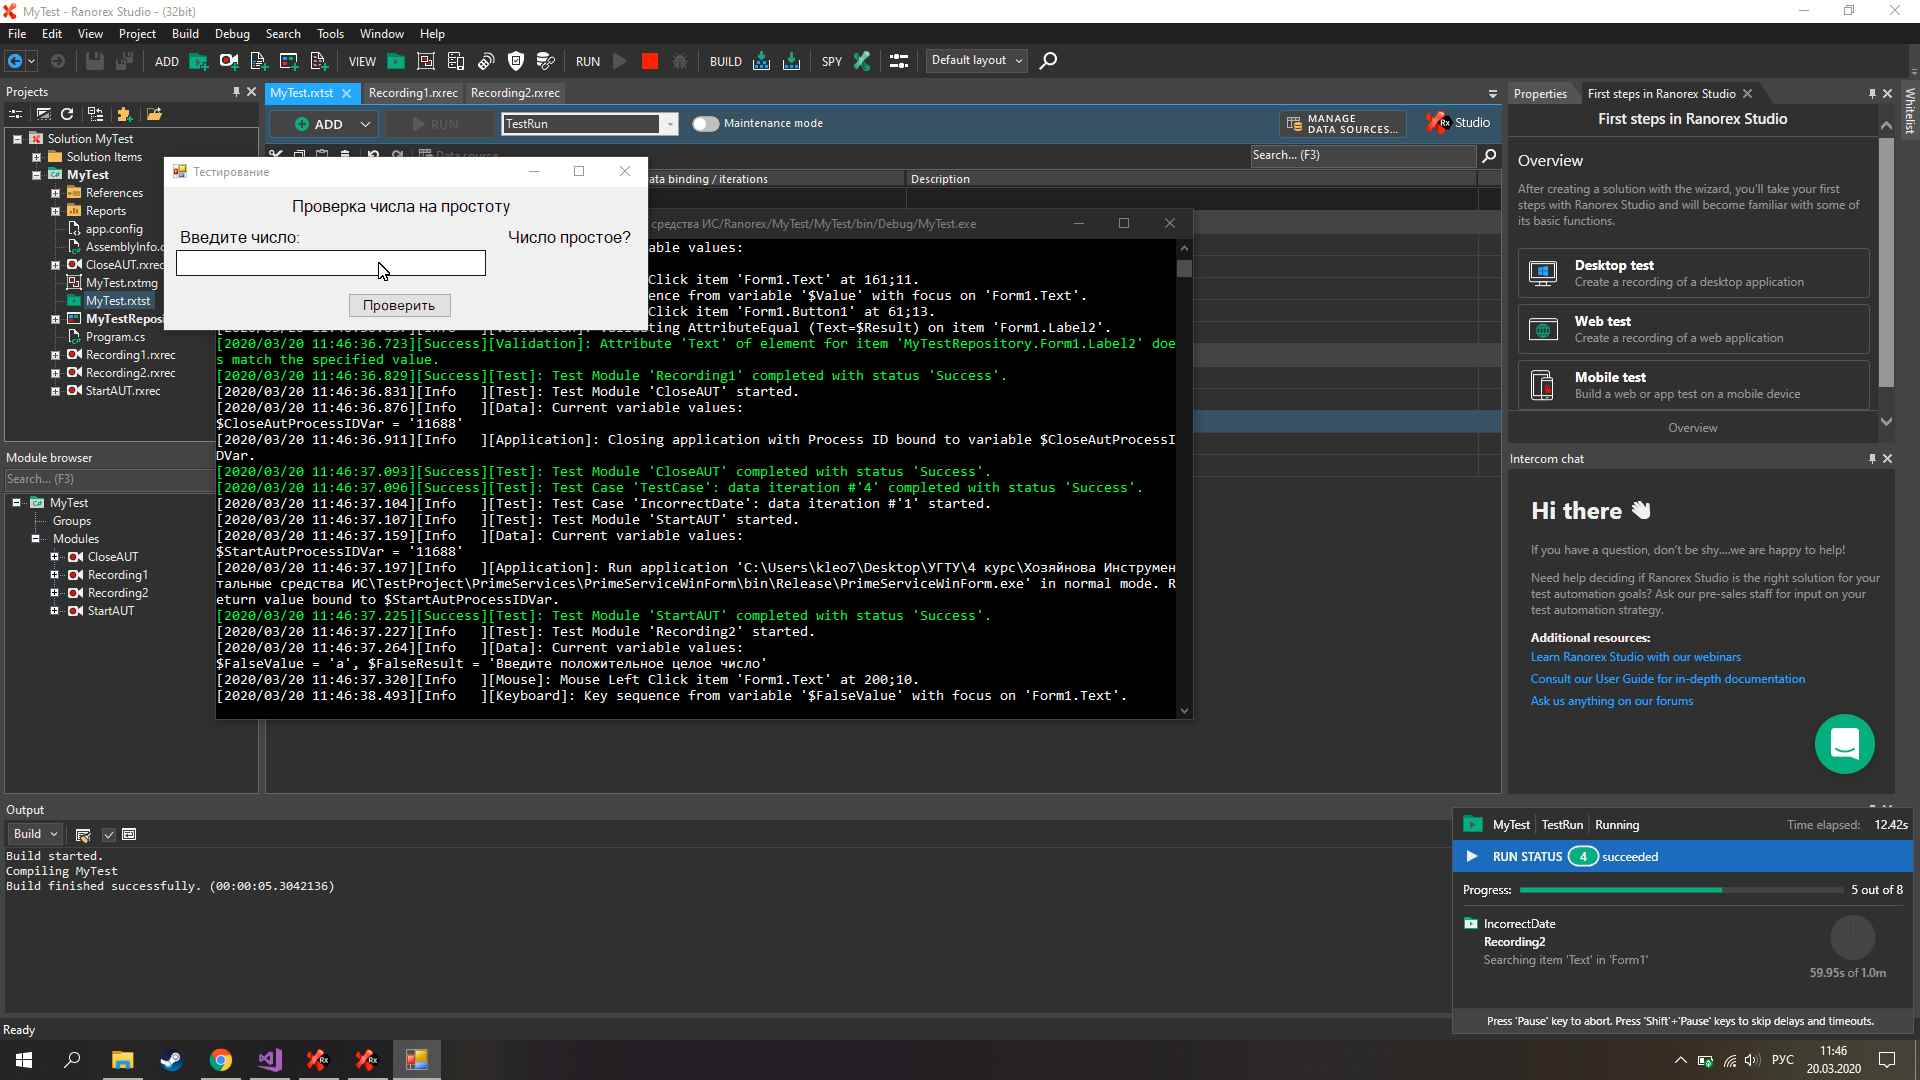 MyTest - Ranorex Studio - (32bit)
File Edit View Project Build Debug Search Tools Window Help
ADD VIEW RUN BUILD SPY Default layout
Projects
Solution MyTest
Solution Items
MyTest
References
Reports
app.config
AssemblyInfo.c
CloseAUT.rxrec
MyTest.rxtmg
MyTest.rxtst
MyTestReposi
Program.cs
Recording1.rxrec
Recording2.rxrec
StartAUT.rxrec
Module browser
Search... (F3)
MyTest
Groups
Modules
CloseAUT
Recording1
Recording2
StartAUT
MyTest.rxtst Recording1.rxrec Recording2.rxrec
ADD RUN TestRun Maintenance mode MANAGE DATA SOURCES... Rx Studio
Data source
Search... (F3)
ata binding / iterations Description
Тестирование
Проверка числа на простоту
Введите число: Число простое?
Проверить
средства ИС/Ranorex/MyTest/MyTest/bin/Debug/MyTest.exe
able values:
Click item 'Form1.Text' at 161;11.
ence from variable '$Value' with focus on 'Form1.Text'.
Click item 'Form1.Button1' at 61;13.
ting AttributeEqual (Text=$Result) on item 'Form1.Label2'.
[2020/03/20 11:46:36.723][Success][Validation]: Attribute 'Text' of element for item 'MyTestRepository.Form1.Label2' doe
s match the specified value.
[2020/03/20 11:46:36.829][Success][Test]: Test Module 'Recording1' completed with status 'Success'.
[2020/03/20 11:46:36.831][Info ][Test]: Test Module 'CloseAUT' started.
[2020/03/20 11:46:36.876][Info ][Data]: Current variable values:
$CloseAutProcessIDVar = '11688'
[2020/03/20 11:46:36.911][Info ][Application]: Closing application with Process ID bound to variable $CloseAutProcessI
DVar.
[2020/03/20 11:46:37.093][Success][Test]: Test Module 'CloseAUT' completed with status 'Success'.
[2020/03/20 11:46:37.096][Success][Test]: Test Case 'TestCase': data iteration #'4' completed with status 'Success'.
[2020/03/20 11:46:37.104][Info ][Test]: Test Case 'IncorrectDate': data iteration #'1' started.
[2020/03/20 11:46:37.107][Info ][Test]: Test Module 'StartAUT' started.
[2020/03/20 11:46:37.159][Info ][Data]: Current variable values:
$StartAutProcessIDVar = '11688'
[2020/03/20 11:46:37.197][Info ][Application]: Run application 'C:\Users\kleo7\Desktop\УГТУ\4 курс\Хозяйнова Инструмен
тальные средства ИС\TestProject\PrimeServices\PrimeServiceWinForm\bin\Release\PrimeServiceWinForm.exe' in normal mode. R
eturn value bound to $StartAutProcessIDVar.
[2020/03/20 11:46:37.225][Success][Test]: Test Module 'StartAUT' completed with status 'Success'.
[2020/03/20 11:46:37.227][Info ][Test]: Test Module 'Recording2' started.
[2020/03/20 11:46:37.264][Info ][Data]: Current variable values:
$FalseValue = 'a', $FalseResult = 'Введите положительное целое число'
[2020/03/20 11:46:37.320][Info ][Mouse]: Mouse Left Click item 'Form1.Text' at 200;10.
[2020/03/20 11:46:38.493][Info ][Keyboard]: Key sequence from variable '$FalseValue' with focus on 'Form1.Text'.
Properties First steps in Ranorex Studio
Whitelist
First steps in Ranorex Studio
Overview
After creating a solution with the wizard, you'll take your first
steps with Ranorex Studio and will become familiar with some of
its basic functions.
Desktop test
Create a recording of a desktop application
Web test
Create a recording of a web application
Mobile test
Build a web or app test on a mobile device
Overview
Intercom chat
Hi there
If you have a question, don't be shy....we are happy to help!
Need help deciding if Ranorex Studio is the right solution for your
test automation goals? Ask our pre-sales staff for input on your
test automation strategy.
Additional resources:
Learn Ranorex Studio with our webinars
Consult our User Guide for in-depth documentation
Ask us anything on our forums
Output
Build
Build started.
Compiling MyTest
Build finished successfully. (00:00:05.3042136)
MyTest TestRun Running Time elapsed: 12.42s
RUN STATUS 4 succeeded
Progress: 5 out of 8
IncorrectDate
Recording2
Searching item 'Text' in 'Form1'
59.95s of 1.0m
Press 'Pause' key to abort. Press 'Shift'+'Pause' keys to skip delays and timeouts.
Ready
РУС 11:46
20.03.2020